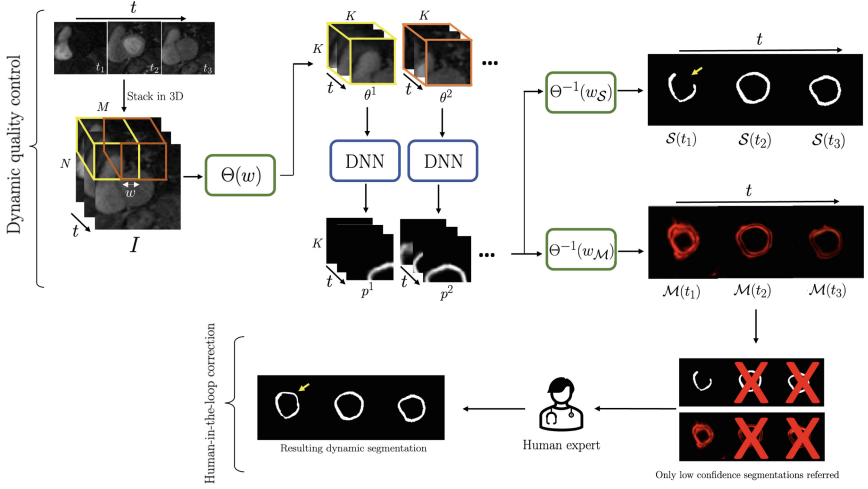 Dynamic quality control
t
t₁ t₂ t₃
Stack in 3D
M
N
w
t
I
Θ(w)
K
K
t
θ¹
K
t
θ²
...
DNN
DNN
K
t
p¹
t
p²
...
Θ⁻¹(w_𝒮)
t
𝒮(t₁) 𝒮(t₂) 𝒮(t₃)
Θ⁻¹(w_ℳ)
t
ℳ(t₁) ℳ(t₂) ℳ(t₃)
Human-in-the-loop correction
Resulting dynamic segmentation
Human expert
Only low confidence segmentations referred